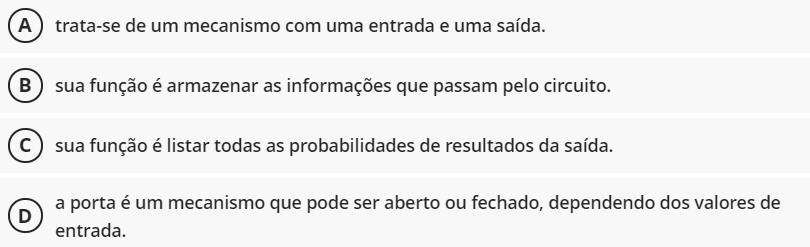 A trata-se de um mecanismo com uma entrada e uma saída.
B sua função é armazenar as informações que passam pelo circuito.
C sua função é listar todas as probabilidades de resultados da saída.
D a porta é um mecanismo que pode ser aberto ou fechado, dependendo dos valores de
entrada.